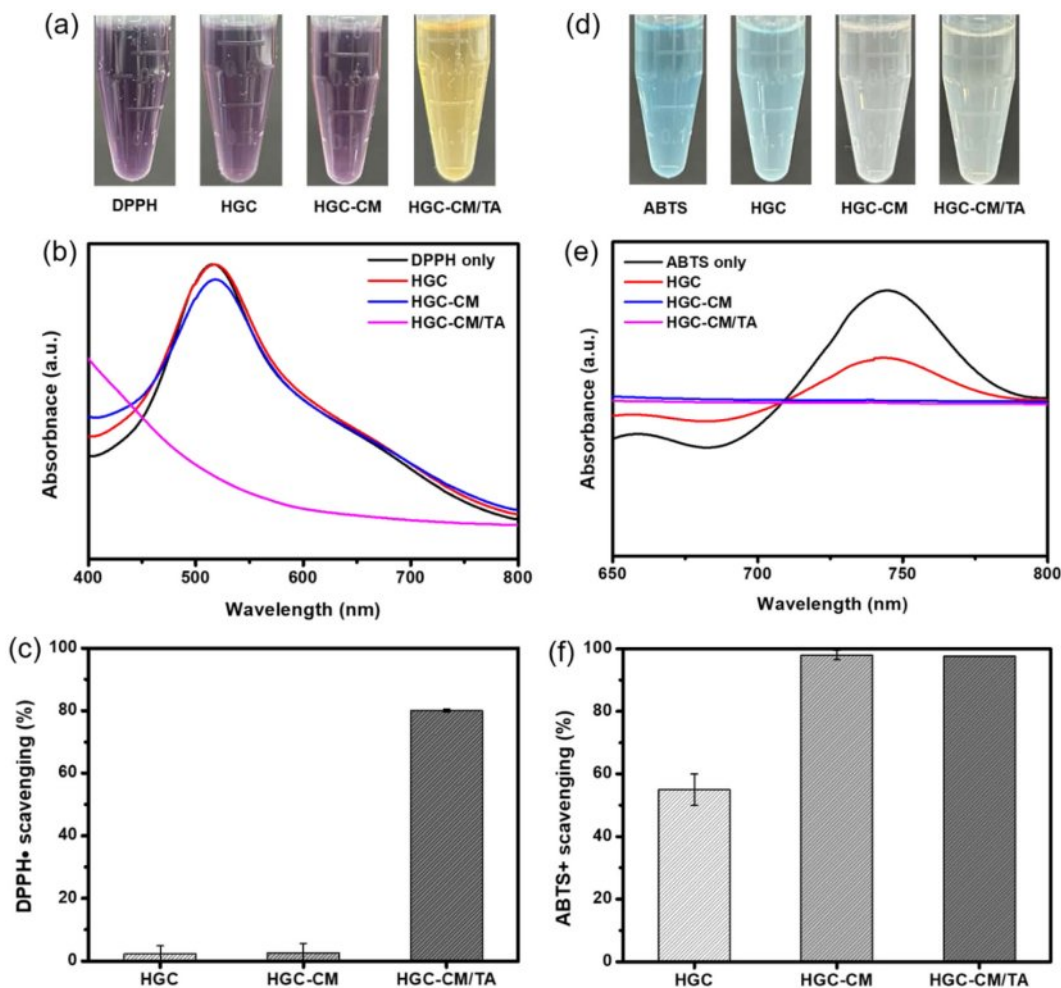 (a)
DPPH HGC HGC-CM HGC-CM/TA
(b)
DPPH only
HGC
HGC-CM
HGC-CM/TA
Absorbnace (a.u.)
400 500 600 700 800
Wavelength (nm)
(c)
100
80
60
40
20
0
DPPH• scavenging (%)
HGC HGC-CM HGC-CM/TA
(d)
ABTS HGC HGC-CM HGC-CM/TA
(e)
ABTS only
HGC
HGC-CM
HGC-CM/TA
Absorbance (a.u.)
650 700 750 800
Wavelength (nm)
(f)
100
80
60
40
20
0
ABTS+ scavenging (%)
HGC HGC-CM HGC-CM/TA